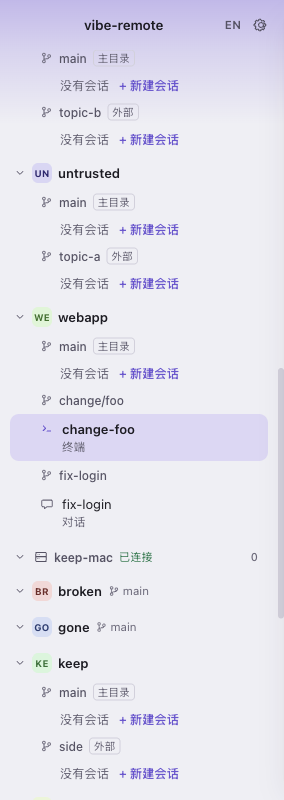 vibe-remote EN
main 主目录
没有会话 + 新建会话
topic-b 外部
没有会话 + 新建会话
UN untrusted
main 主目录
没有会话 + 新建会话
topic-a 外部
没有会话 + 新建会话
WE webapp
main 主目录
没有会话 + 新建会话
change/foo
change-foo
终端
fix-login
fix-login
对话
keep-mac 已连接 0
BR broken main
GO gone main
KE keep
main 主目录
没有会话 + 新建会话
side 外部
没有会话 + 新建会话